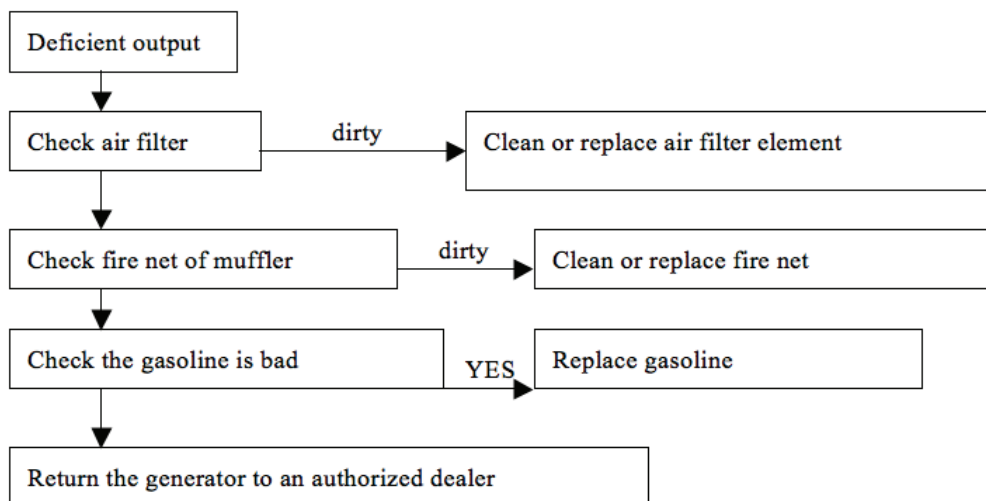 Deficient output
Check air filter
dirty
Clean or replace air filter element
Check fire net of muffler
dirty
Clean or replace fire net
Check the gasoline is bad
YES
Replace gasoline
Return the generator to an authorized dealer